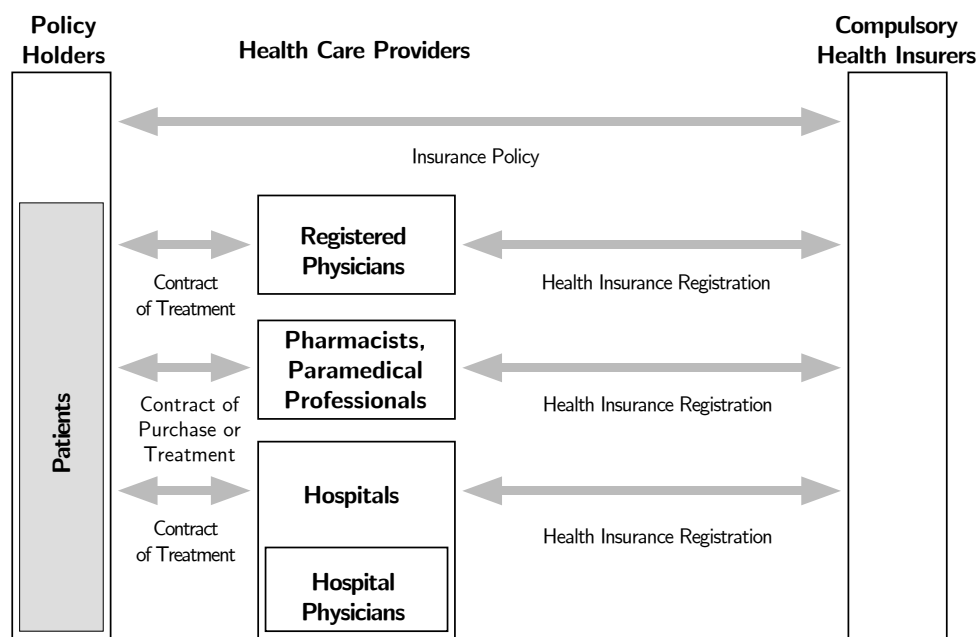 Policy
Holders
Health Care Providers
Compulsory
Health Insurers
Insurance Policy
Registered
Physicians
Contract
of Treatment
Health Insurance Registration
Pharmacists,
Paramedical
Professionals
Contract of
Purchase or
Treatment
Health Insurance Registration
Patients
Hospitals
Contract
of Treatment
Health Insurance Registration
Hospital
Physicians